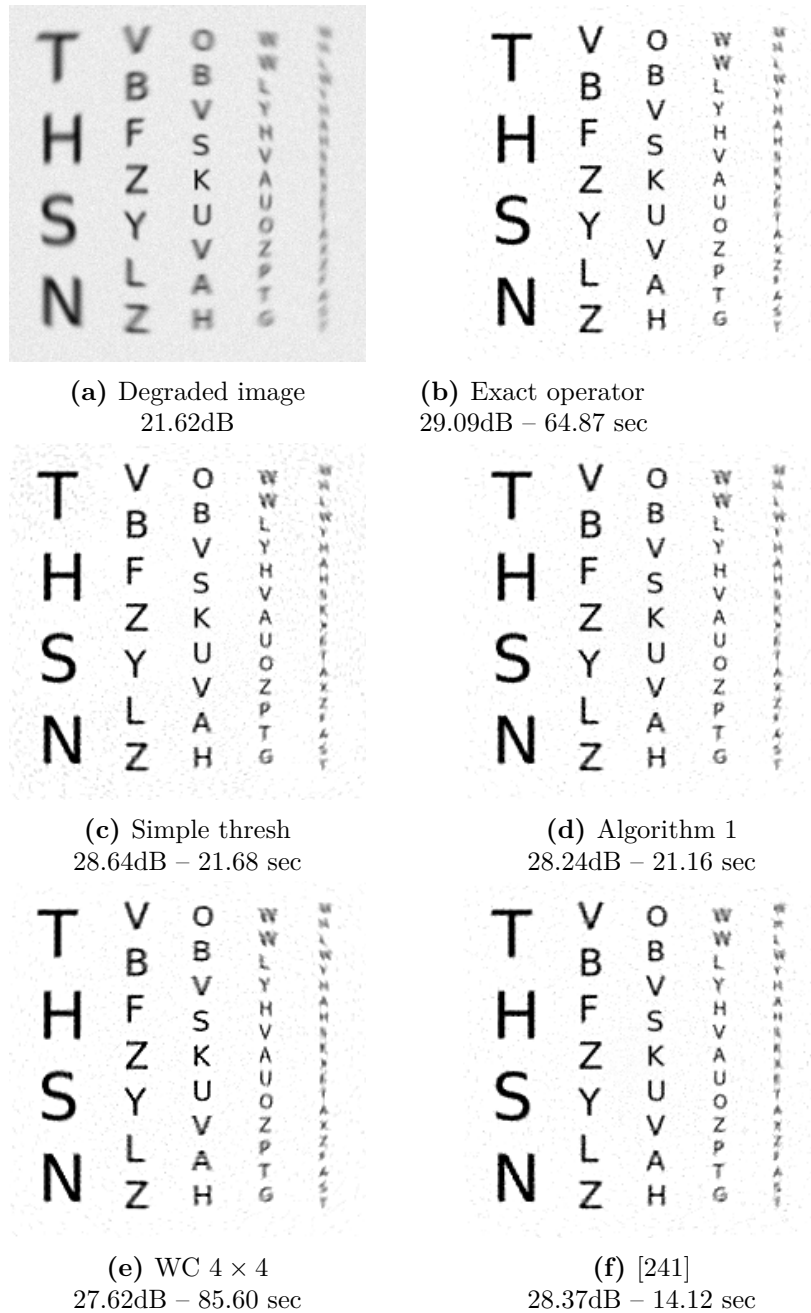 T H S N
V B F Z Y L Z
O B V S K U V A H
W W L Y H V A U O Z P T G
T H S N
V B F Z Y L Z
O B V S K U V A H
W W L Y H V A U O Z P T G
(a) Degraded image
21.62dB
(b) Exact operator
29.09dB – 64.87 sec
T H S N
V B F Z Y L Z
O B V S K U V A H
W W L Y H V A U O Z P T G
T H S N
V B F Z Y L Z
O B V S K U V A H
W W L Y H V A U O Z P T G
(c) Simple thresh
28.64dB – 21.68 sec
(d) Algorithm 1
28.24dB – 21.16 sec
T H S N
V B F Z Y L Z
O B V S K U V A H
W W L Y H V A U O Z P T G
T H S N
V B F Z Y L Z
O B V S K U V A H
W W L Y H V A U O Z P T G
(e) WC 4 × 4
27.62dB – 85.60 sec
(f) [241]
28.37dB – 14.12 sec